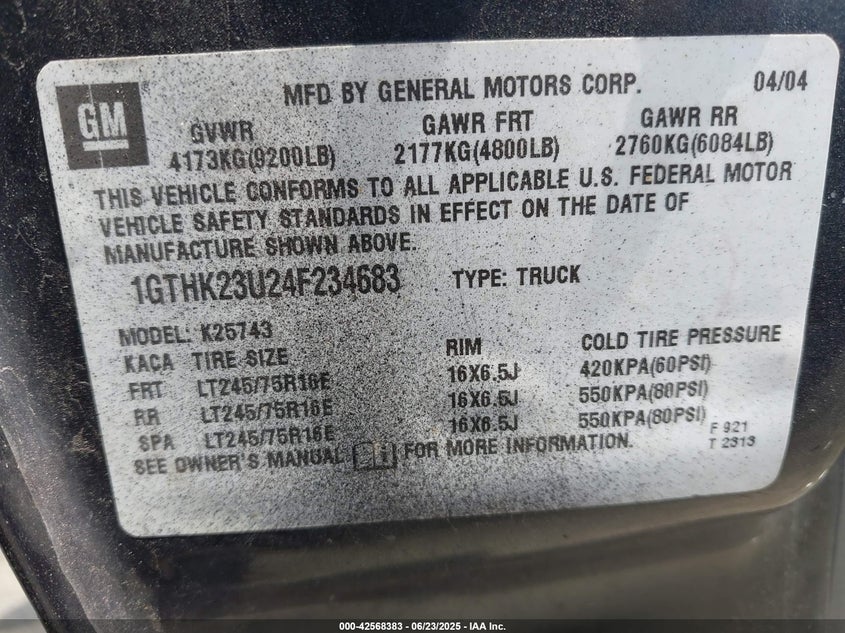 GM
MFD BY GENERAL MOTORS CORP. 04/04
GVWR GAWR FRT GAWR RR
4173KG(9200LB) 2177KG(4800LB) 2760KG(6084LB)
THIS VEHICLE CONFORMS TO ALL APPLICABLE U.S. FEDERAL MOTOR
VEHICLE SAFETY STANDARDS IN EFFECT ON THE DATE OF
MANUFACTURE SHOWN ABOVE.
1GTHK23U24F234683 TYPE: TRUCK
MODEL: K25743
KACA TIRE SIZE RIM COLD TIRE PRESSURE
FRT LT245/75R16E 16X6.5J 420KPA(60PSI)
RR LT245/75R16E 16X6.5J 550KPA(80PSI)
SPA LT245/75R16E 16X6.5J 550KPA(80PSI)
SEE OWNER'S MANUAL i FOR MORE INFORMATION.
F 921
T 2313
000-42568383 / 06/23/2025 - IAA Inc.